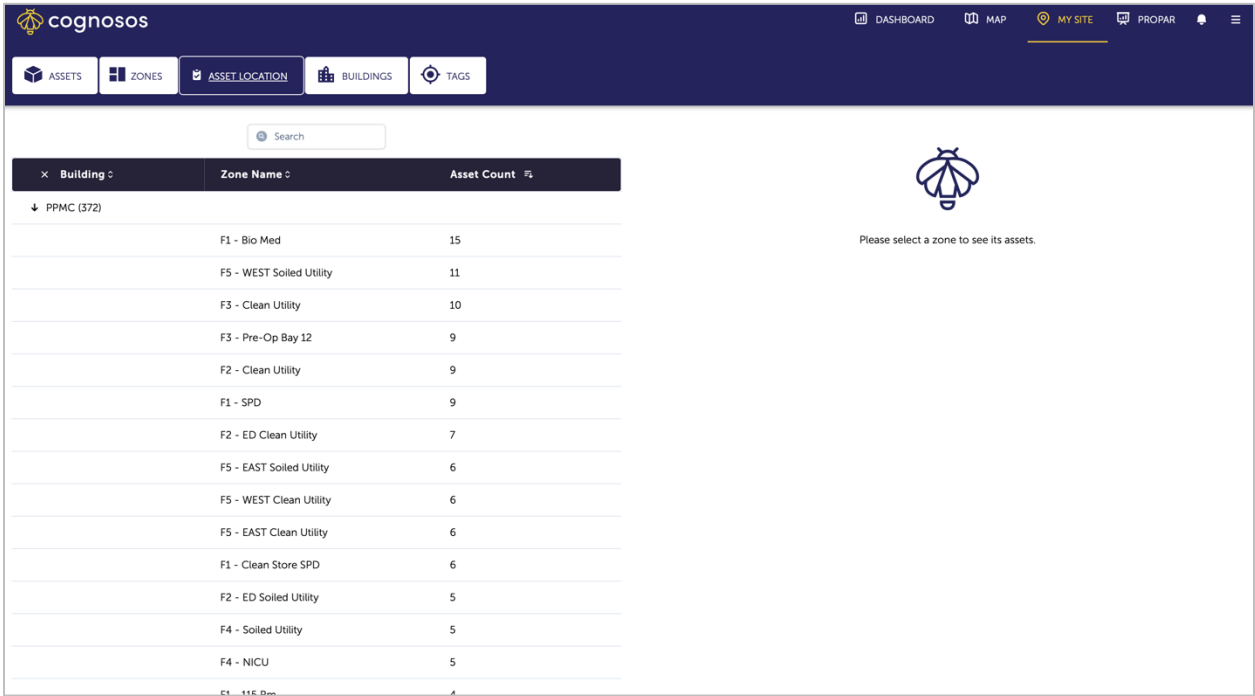 cognosos
DASHBOARD MAP MY SITE PROPAR
ASSETS ZONES ASSET LOCATION BUILDINGS TAGS
Search
Building Zone Name Asset Count
PPMC (372)
F1 - Bio Med 15
F5 - WEST Soiled Utility 11
F3 - Clean Utility 10
F3 - Pre-Op Bay 12 9
F2 - Clean Utility 9
F1 - SPD 9
F2 - ED Clean Utility 7
F5 - EAST Soiled Utility 6
F5 - WEST Clean Utility 6
F5 - EAST Clean Utility 6
F1 - Clean Store SPD 6
F2 - ED Soiled Utility 5
F4 - Soiled Utility 5
F4 - NICU 5
F1 - 115 Rm 4
Please select a zone to see its assets.